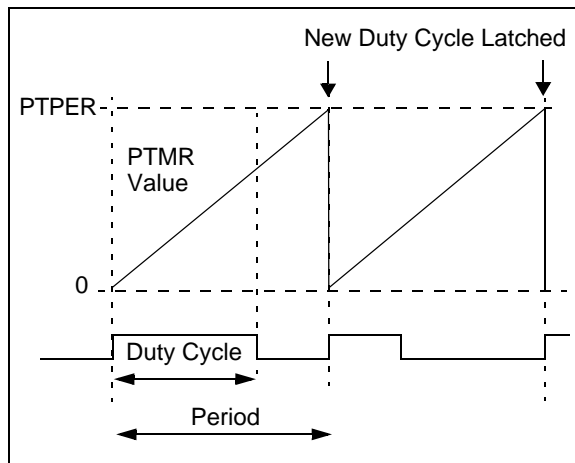 New Duty Cycle Latched
PTPER
PTMR
Value
0
Duty Cycle
Period